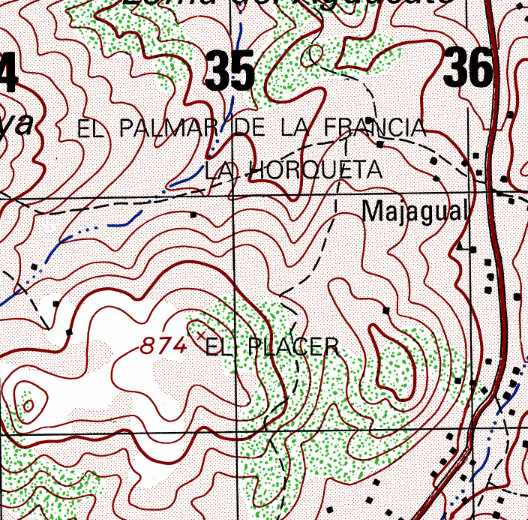 35
36
EL PALMAR DE LA FRANCIA
LA HORQUETA
Majagual
874
EL PLACER